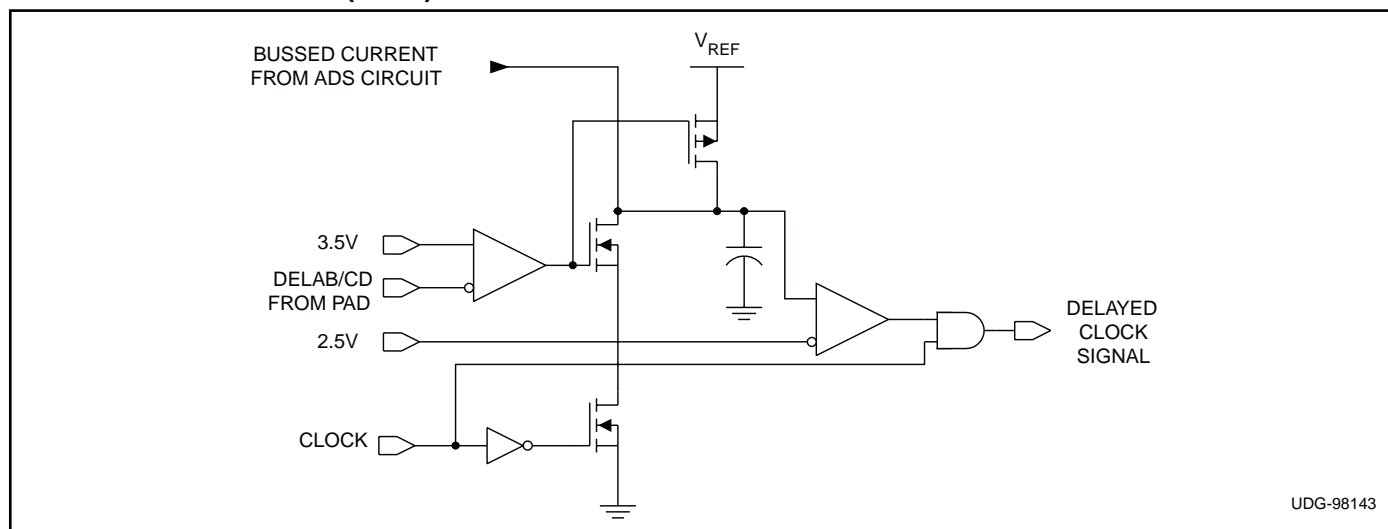 BUSSED CURRENT
FROM ADS CIRCUIT
VREF
3.5V
DELAB/CD
FROM PAD
2.5V
DELAYED
CLOCK
SIGNAL
CLOCK
UDG-98143